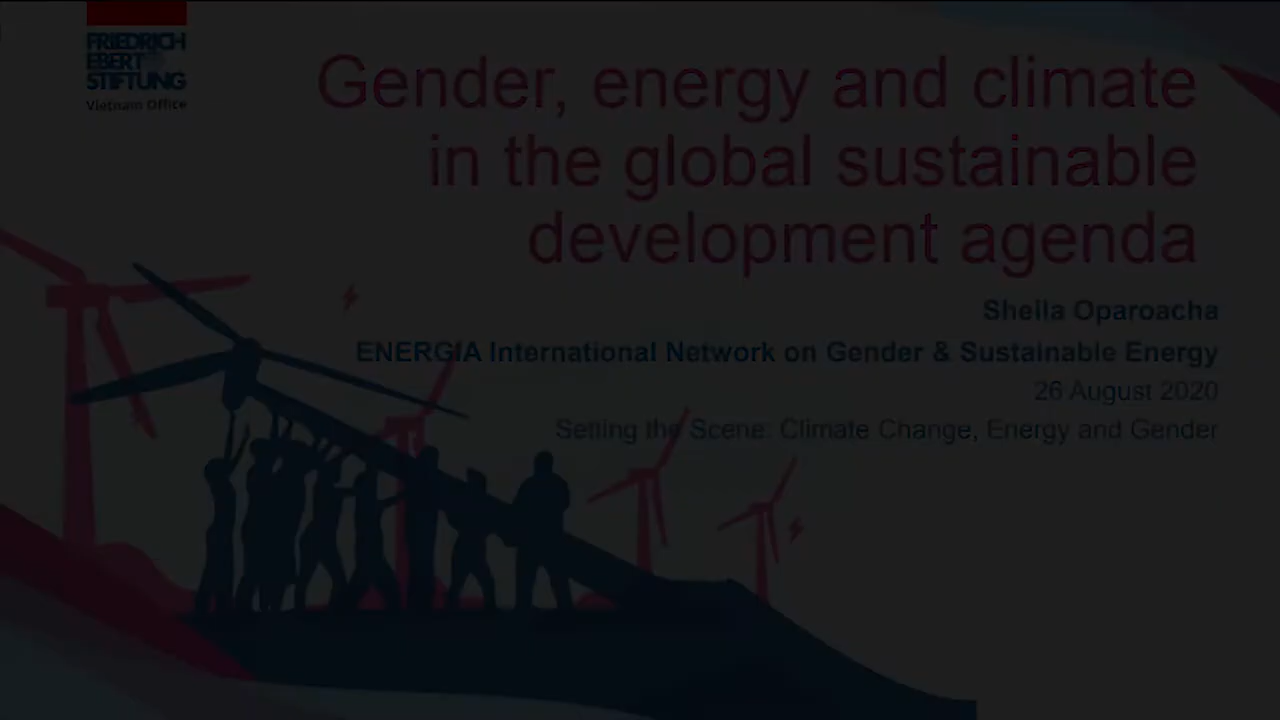 FRIEDRICH
EBERT
STIFTUNG
Vietnam Office
Gender, energy and climate
in the global sustainable
development agenda
Sheila Oparoacha
ENERGIA International Network on Gender & Sustainable Energy
26 August 2020
Setting the Scene: Climate Change, Energy and Gender